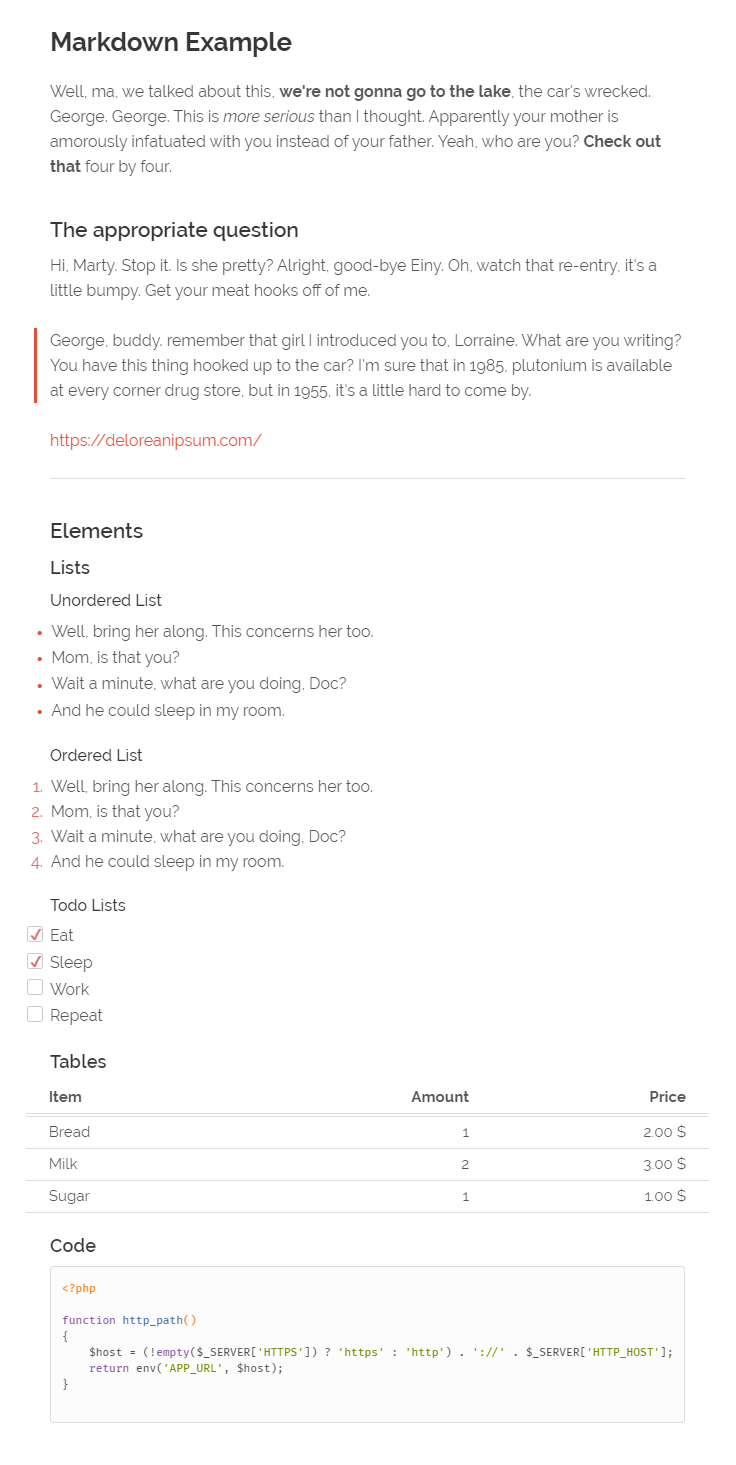 Markdown Example
Well, ma, we talked about this, we're not gonna go to the lake, the car's wrecked.
George. George. This is more serious than I thought. Apparently your mother is
amorously infatuated with you instead of your father. Yeah, who are you? Check out
that four by four.
The appropriate question
Hi, Marty. Stop it. Is she pretty? Alright, good-bye Einy. Oh, watch that re-entry, it's a
little bumpy. Get your meat hooks off of me.
George, buddy. remember that girl I introduced you to, Lorraine. What are you writing?
You have this thing hooked up to the car? I'm sure that in 1985, plutonium is available
at every corner drug store, but in 1955, it's a little hard to come by.
https://deloreanipsum.com/
Elements
Lists
Unordered List
• Well, bring her along. This concerns her too.
• Mom, is that you?
• Wait a minute, what are you doing, Doc?
• And he could sleep in my room.
Ordered List
1. Well, bring her along. This concerns her too.
2. Mom, is that you?
3. Wait a minute, what are you doing, Doc?
4. And he could sleep in my room.
Todo Lists
Eat
Sleep
Work
Repeat
Tables
Item Amount Price
Bread 1 2.00 $
Milk 2 3.00 $
Sugar 1 1.00 $
Code
<?php
function http_path()
{
    $host = (!empty($_SERVER['HTTPS']) ? 'https' : 'http') . '://' . $_SERVER['HTTP_HOST'];
    return env('APP_URL', $host);
}